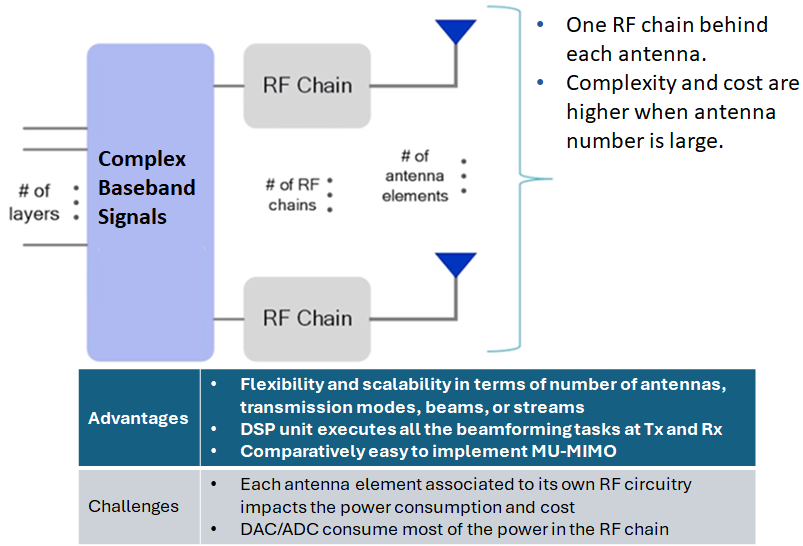 # of
layers
Complex
Baseband
Signals
RF Chain
# of RF
chains
RF Chain
# of
antenna
elements
• One RF chain behind
each antenna.
• Complexity and cost are
higher when antenna
number is large.
Advantages
• Flexibility and scalability in terms of number of antennas,
transmission modes, beams, or streams
• DSP unit executes all the beamforming tasks at Tx and Rx
• Comparatively easy to implement MU-MIMO
Challenges
• Each antenna element associated to its own RF circuitry
impacts the power consumption and cost
• DAC/ADC consume most of the power in the RF chain